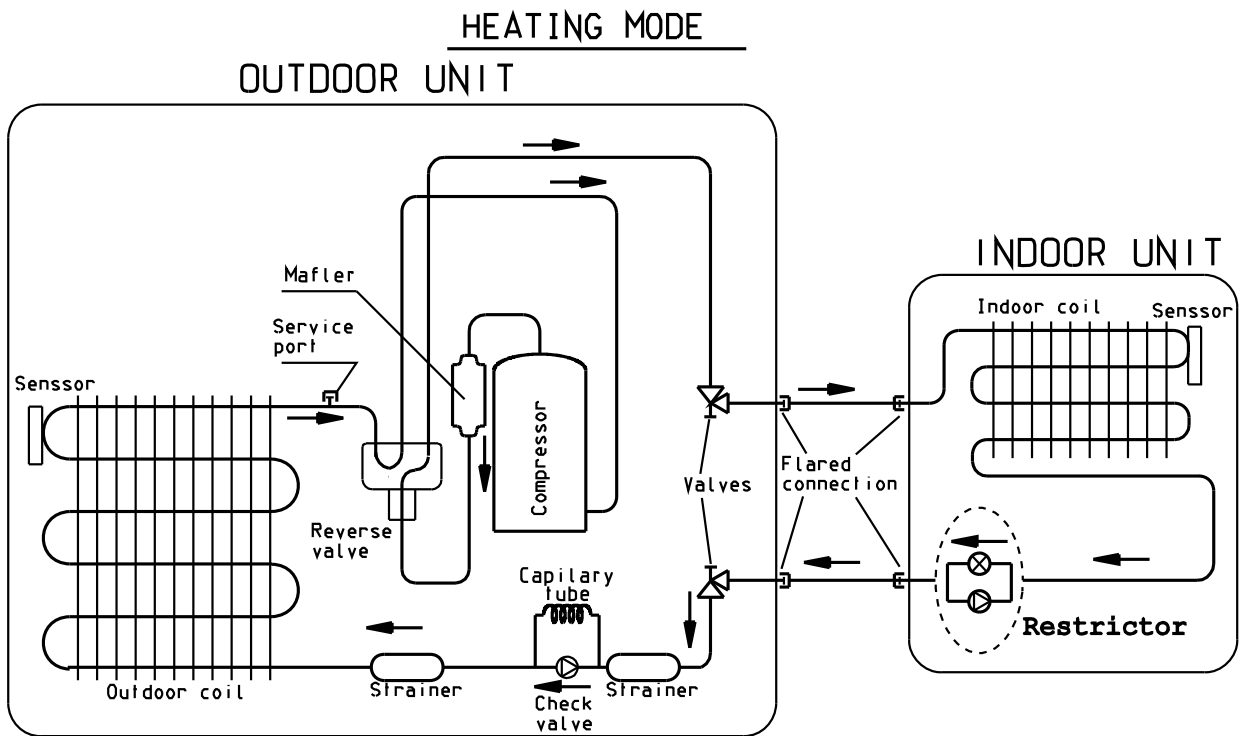 HEATING MODE
OUTDOOR UNIT
INDOOR UNIT
Mafler
Service
port
Senssor
Indoor coil
Senssor
Compressor
Valves
Flared
connection
Reverse
valve
Capilary
tube
Restrictor
Outdoor coil
Strainer
Strainer
Check
valve